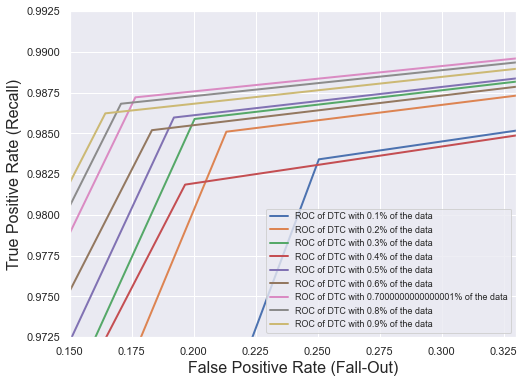 0.9925
0.9900
0.9875
0.9850
0.9825
0.9800
0.9775
0.9750
0.9725
True Positive Rate (Recall)
ROC of DTC with 0.1% of the data
ROC of DTC with 0.2% of the data
ROC of DTC with 0.3% of the data
ROC of DTC with 0.4% of the data
ROC of DTC with 0.5% of the data
ROC of DTC with 0.6% of the data
ROC of DTC with 0.7000000000000001% of the data
ROC of DTC with 0.8% of the data
ROC of DTC with 0.9% of the data
0.150 0.175 0.200 0.225 0.250 0.275 0.300 0.325
False Positive Rate (Fall-Out)